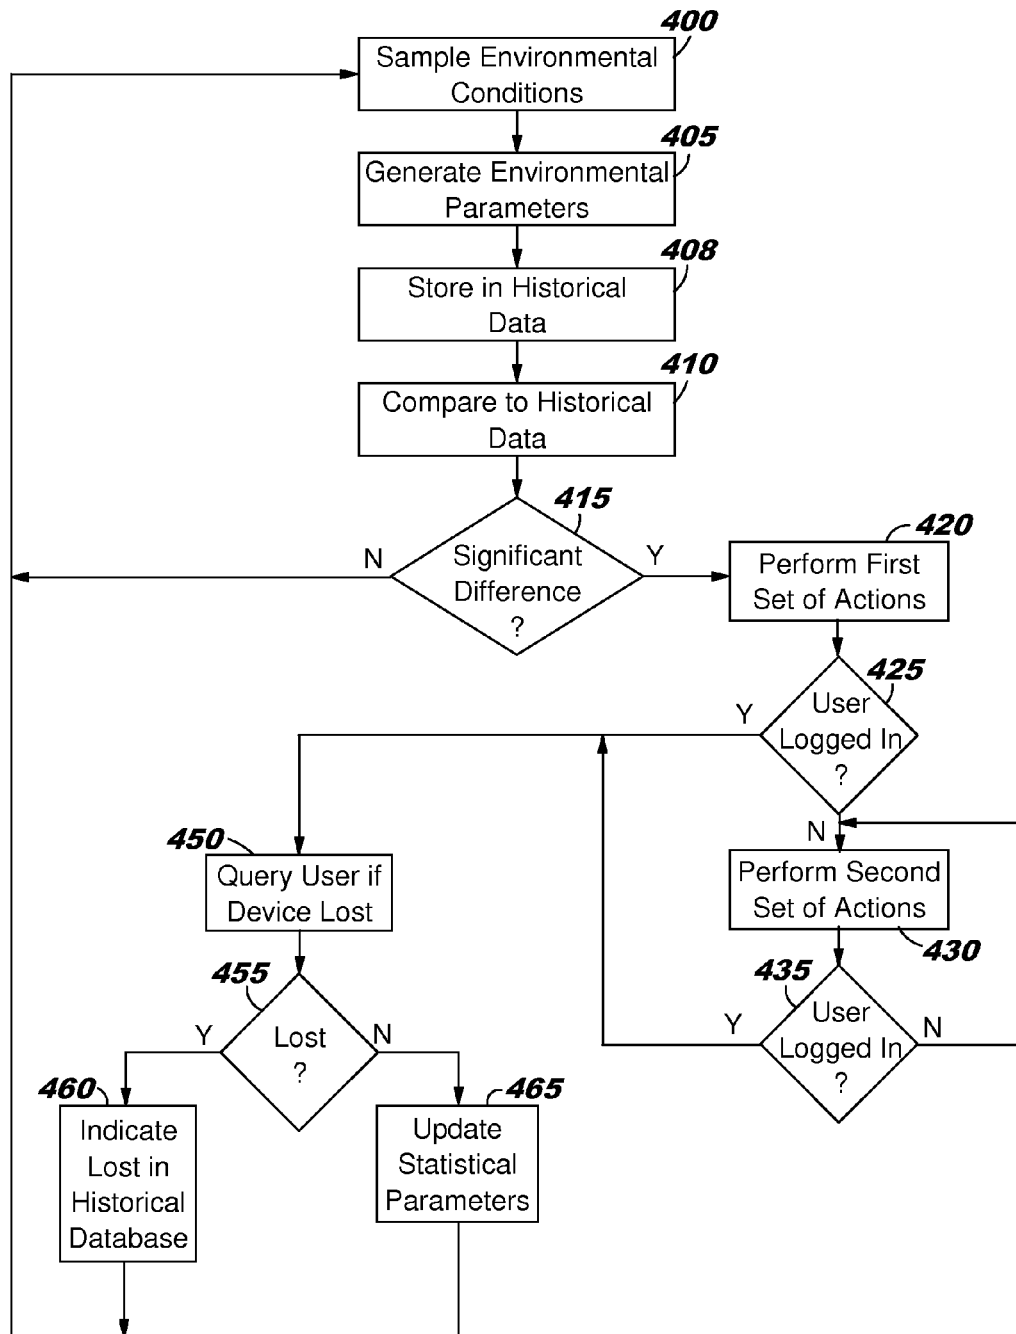 400
Sample Environmental
Conditions
405
Generate Environmental
Parameters
408
Store in Historical
Data
410
Compare to Historical
Data
415
N
Significant
Difference
?
Y
420
Perform First
Set of Actions
425
Y
User
Logged In
?
N
450
Query User if
Device Lost
Perform Second
Set of Actions
430
455
Y
Lost
?
N
435
Y
User
Logged In
?
N
460
Indicate
Lost in
Historical
Database
465
Update
Statistical
Parameters